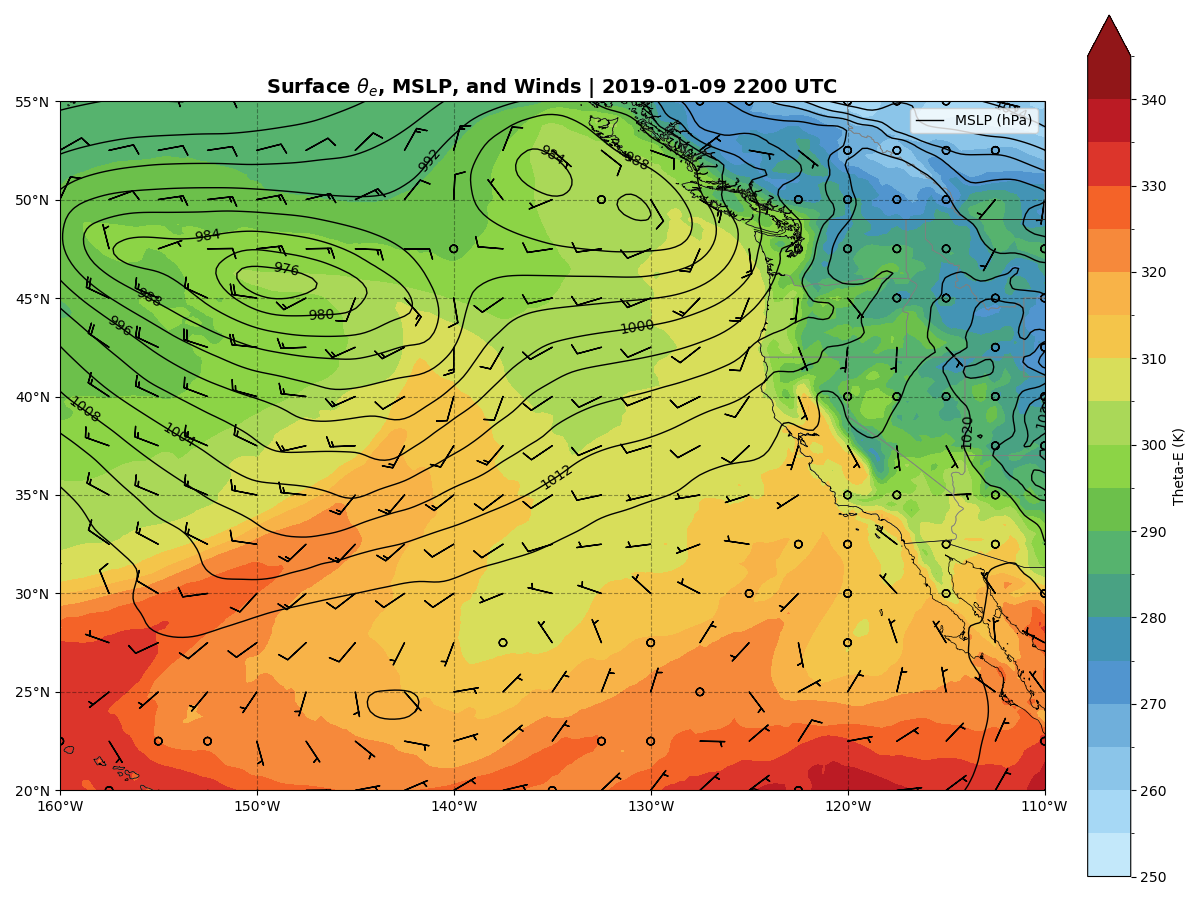 Surface θe, MSLP, and Winds | 2019-01-09 2200 UTC
MSLP (hPa)
55°N
50°N
45°N
40°N
35°N
30°N
25°N
20°N
160°W
150°W
140°W
130°W
120°W
110°W
992
984
988
984
976
988
980
996
1000
1008
1004
1012
1020
340
330
320
310
300
290
280
270
260
250
Theta-E (K)